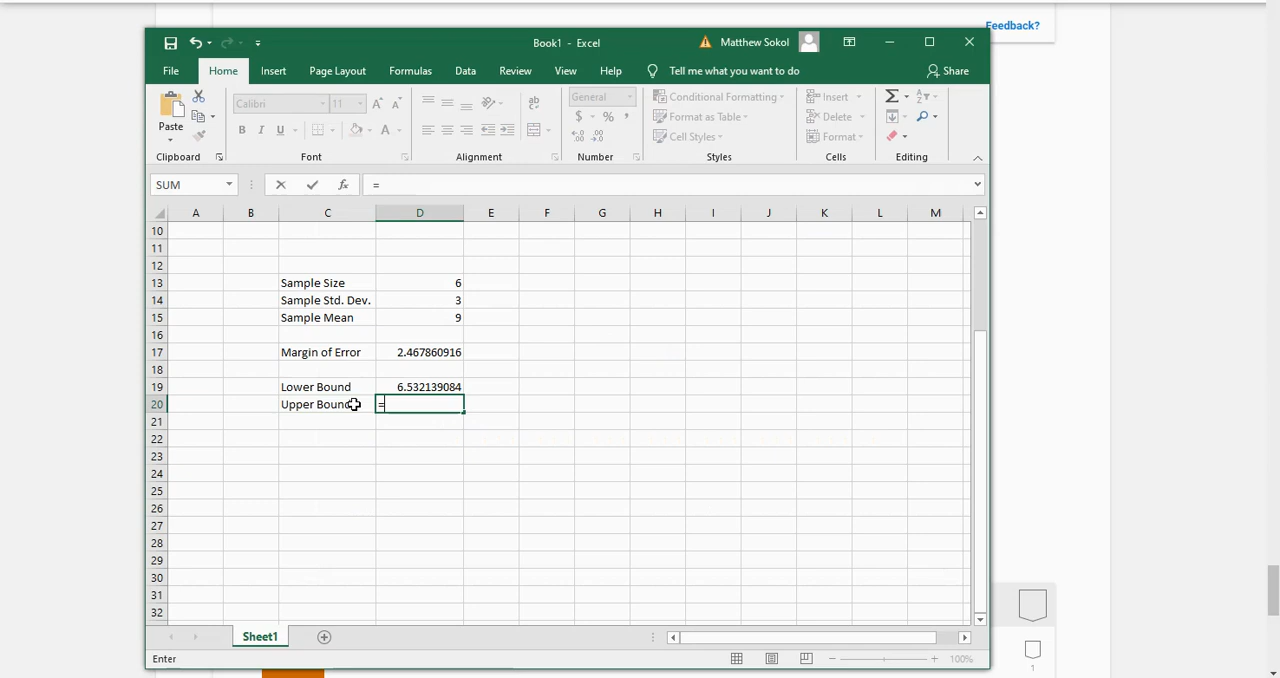 Feedback?
Book1 - Excel
Matthew Sokol
File Home Insert Page Layout Formulas Data Review View Help Tell me what you want to do Share
Paste
Calibri 11
B I U A
ab
General
$ % ,
Conditional Formatting
Format as Table
Cell Styles
Insert
Delete
Format
Clipboard Font Alignment Number Styles Cells Editing
SUM fx =
A B C D E F G H I J K L M
10
11
12
13 Sample Size 6
14 Sample Std. Dev. 3
15 Sample Mean 9
16
17 Margin of Error 2.467860916
18
19 Lower Bound 6.532139084
20 Upper Bound =
21
22
23
24
25
26
27
28
29
30
31
32
Sheet1
Enter
100%
1